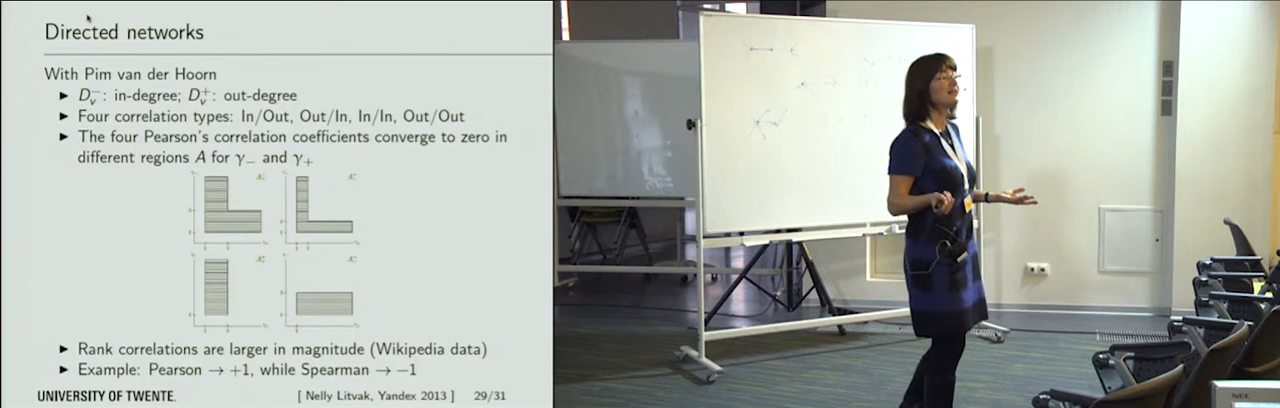 Directed networks
With Pim van der Hoorn
► D_v^-: in-degree; D_v^+: out-degree
► Four correlation types: In/Out, Out/In, In/In, Out/Out
► The four Pearson's correlation coefficients converge to zero in
different regions A for γ_- and γ_+
► Rank correlations are larger in magnitude (Wikipedia data)
► Example: Pearson → +1, while Spearman → −1
UNIVERSITY OF TWENTE. [ Nelly Litvak, Yandex 2013 ] 29/31
NEC